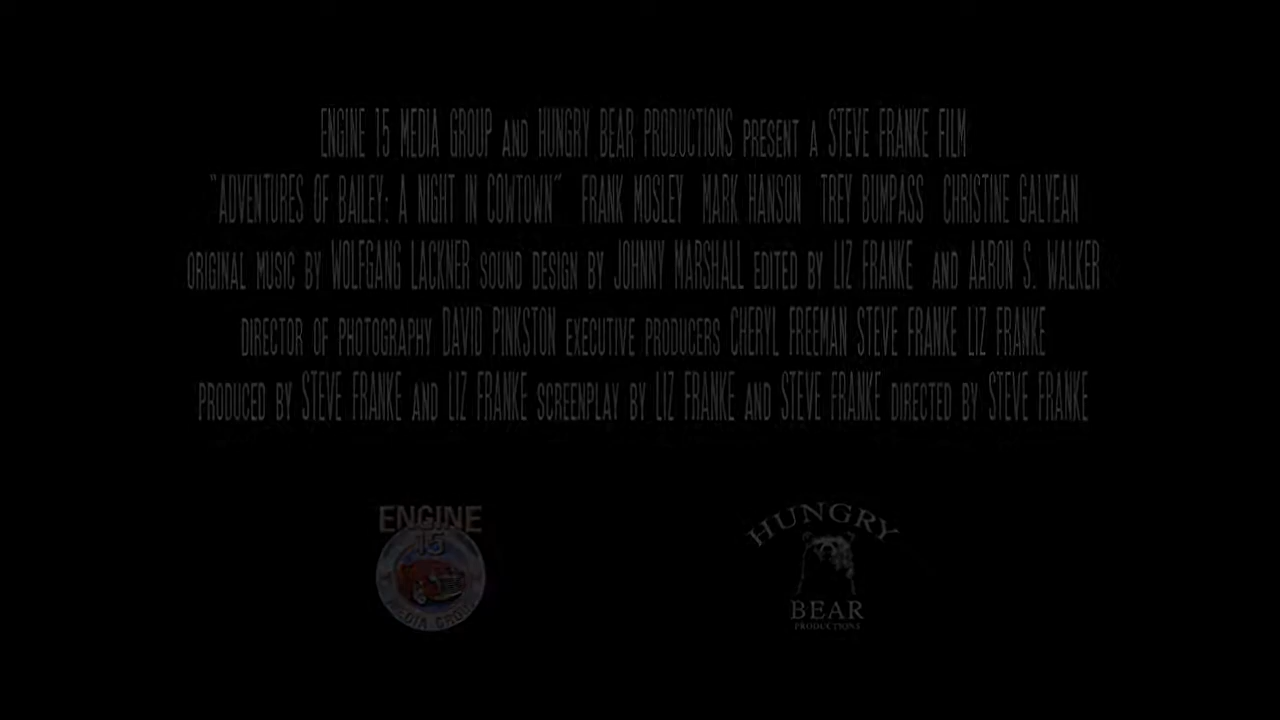 ENGINE 15 MEDIA GROUP AND HUNGRY BEAR PRODUCTIONS PRESENT A STEVE FRANKE FILM
"ADVENTURES OF BAILEY: A NIGHT IN COWTOWN" FRANK MOSLEY MARK HANSON TREY BUMPASS CHRISTINE GALYEAN
ORIGINAL MUSIC BY WOLFGANG LACKNER SOUND DESIGN BY JOHNNY MARSHALL EDITED BY LIZ FRANKE AND AARON S. WALKER
DIRECTOR OF PHOTOGRAPHY DAVID PINKSTON EXECUTIVE PRODUCERS CHERYL FREEMAN STEVE FRANKE LIZ FRANKE
PRODUCED BY STEVE FRANKE AND LIZ FRANKE SCREENPLAY BY LIZ FRANKE AND STEVE FRANKE DIRECTED BY STEVE FRANKE
ENGINE
15
MEDIA GROUP
HUNGRY
BEAR
PRODUCTIONS